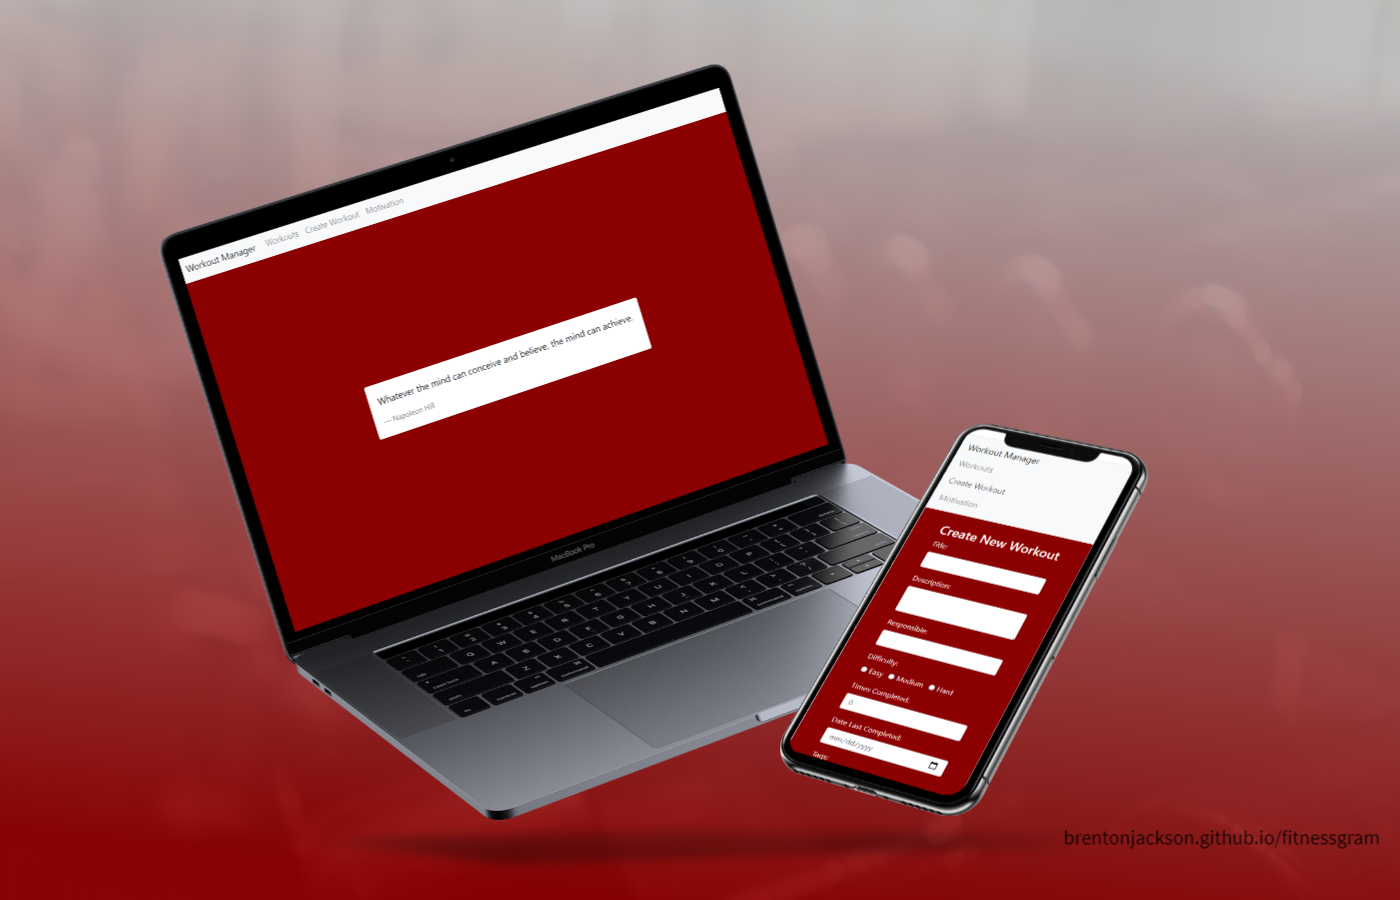 Workout Manager Workouts Create Workout Motivation
Whatever the mind can conceive and believe, the mind can achieve.
— Napoleon Hill
MacBook Pro
Workout Manager
Workouts
Create Workout
Motivation
Create New Workout
Title:
Description:
Responsible:
Difficulty:
Easy Medium Hard
Times Completed:
0
Date Last Completed:
mm/dd/yyyy
Tags:
brentonjackson.github.io/fitnessgram